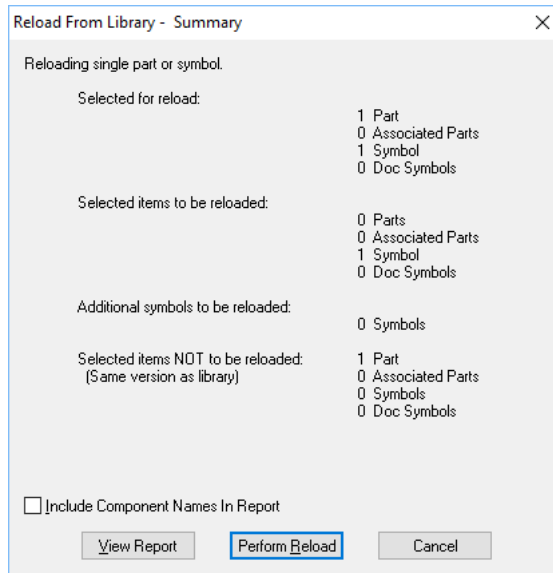 Reload From Library - Summary
Reloading single part or symbol.
Selected for reload:
1 Part
0 Associated Parts
1 Symbol
0 Doc Symbols
Selected items to be reloaded:
0 Parts
0 Associated Parts
1 Symbol
0 Doc Symbols
Additional symbols to be reloaded:
0 Symbols
Selected items NOT to be reloaded: 1 Part
(Same version as library) 0 Associated Parts
0 Symbols
0 Doc Symbols
Include Component Names In Report
View Report Perform Reload Cancel